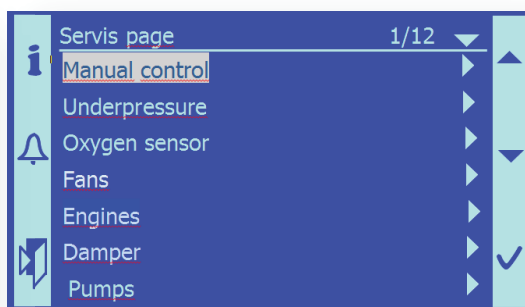 Servis page 1/12
Manual control
Underpressure
Oxygen sensor
Fans
Engines
Damper
Pumps